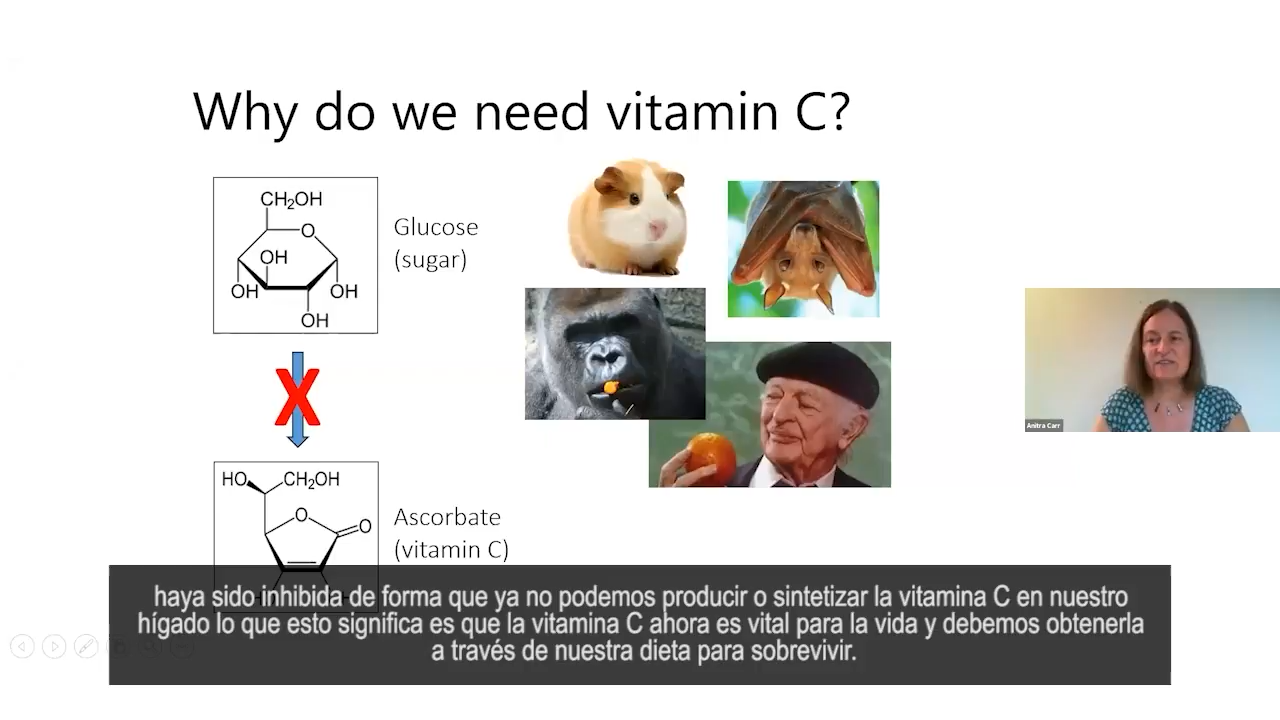 Why do we need vitamin C?
CH₂OH
O
OH
OH
OH
OH
Glucose
(sugar)
X
HO
CH₂OH
O
O
Ascorbate
(vitamin C)
Anitra Carr
haya sido inhibida de forma que ya no podemos producir o sintetizar la vitamina C en nuestro
hígado lo que esto significa es que la vitamina C ahora es vital para la vida y debemos obtenerla
a través de nuestra dieta para sobrevivir.